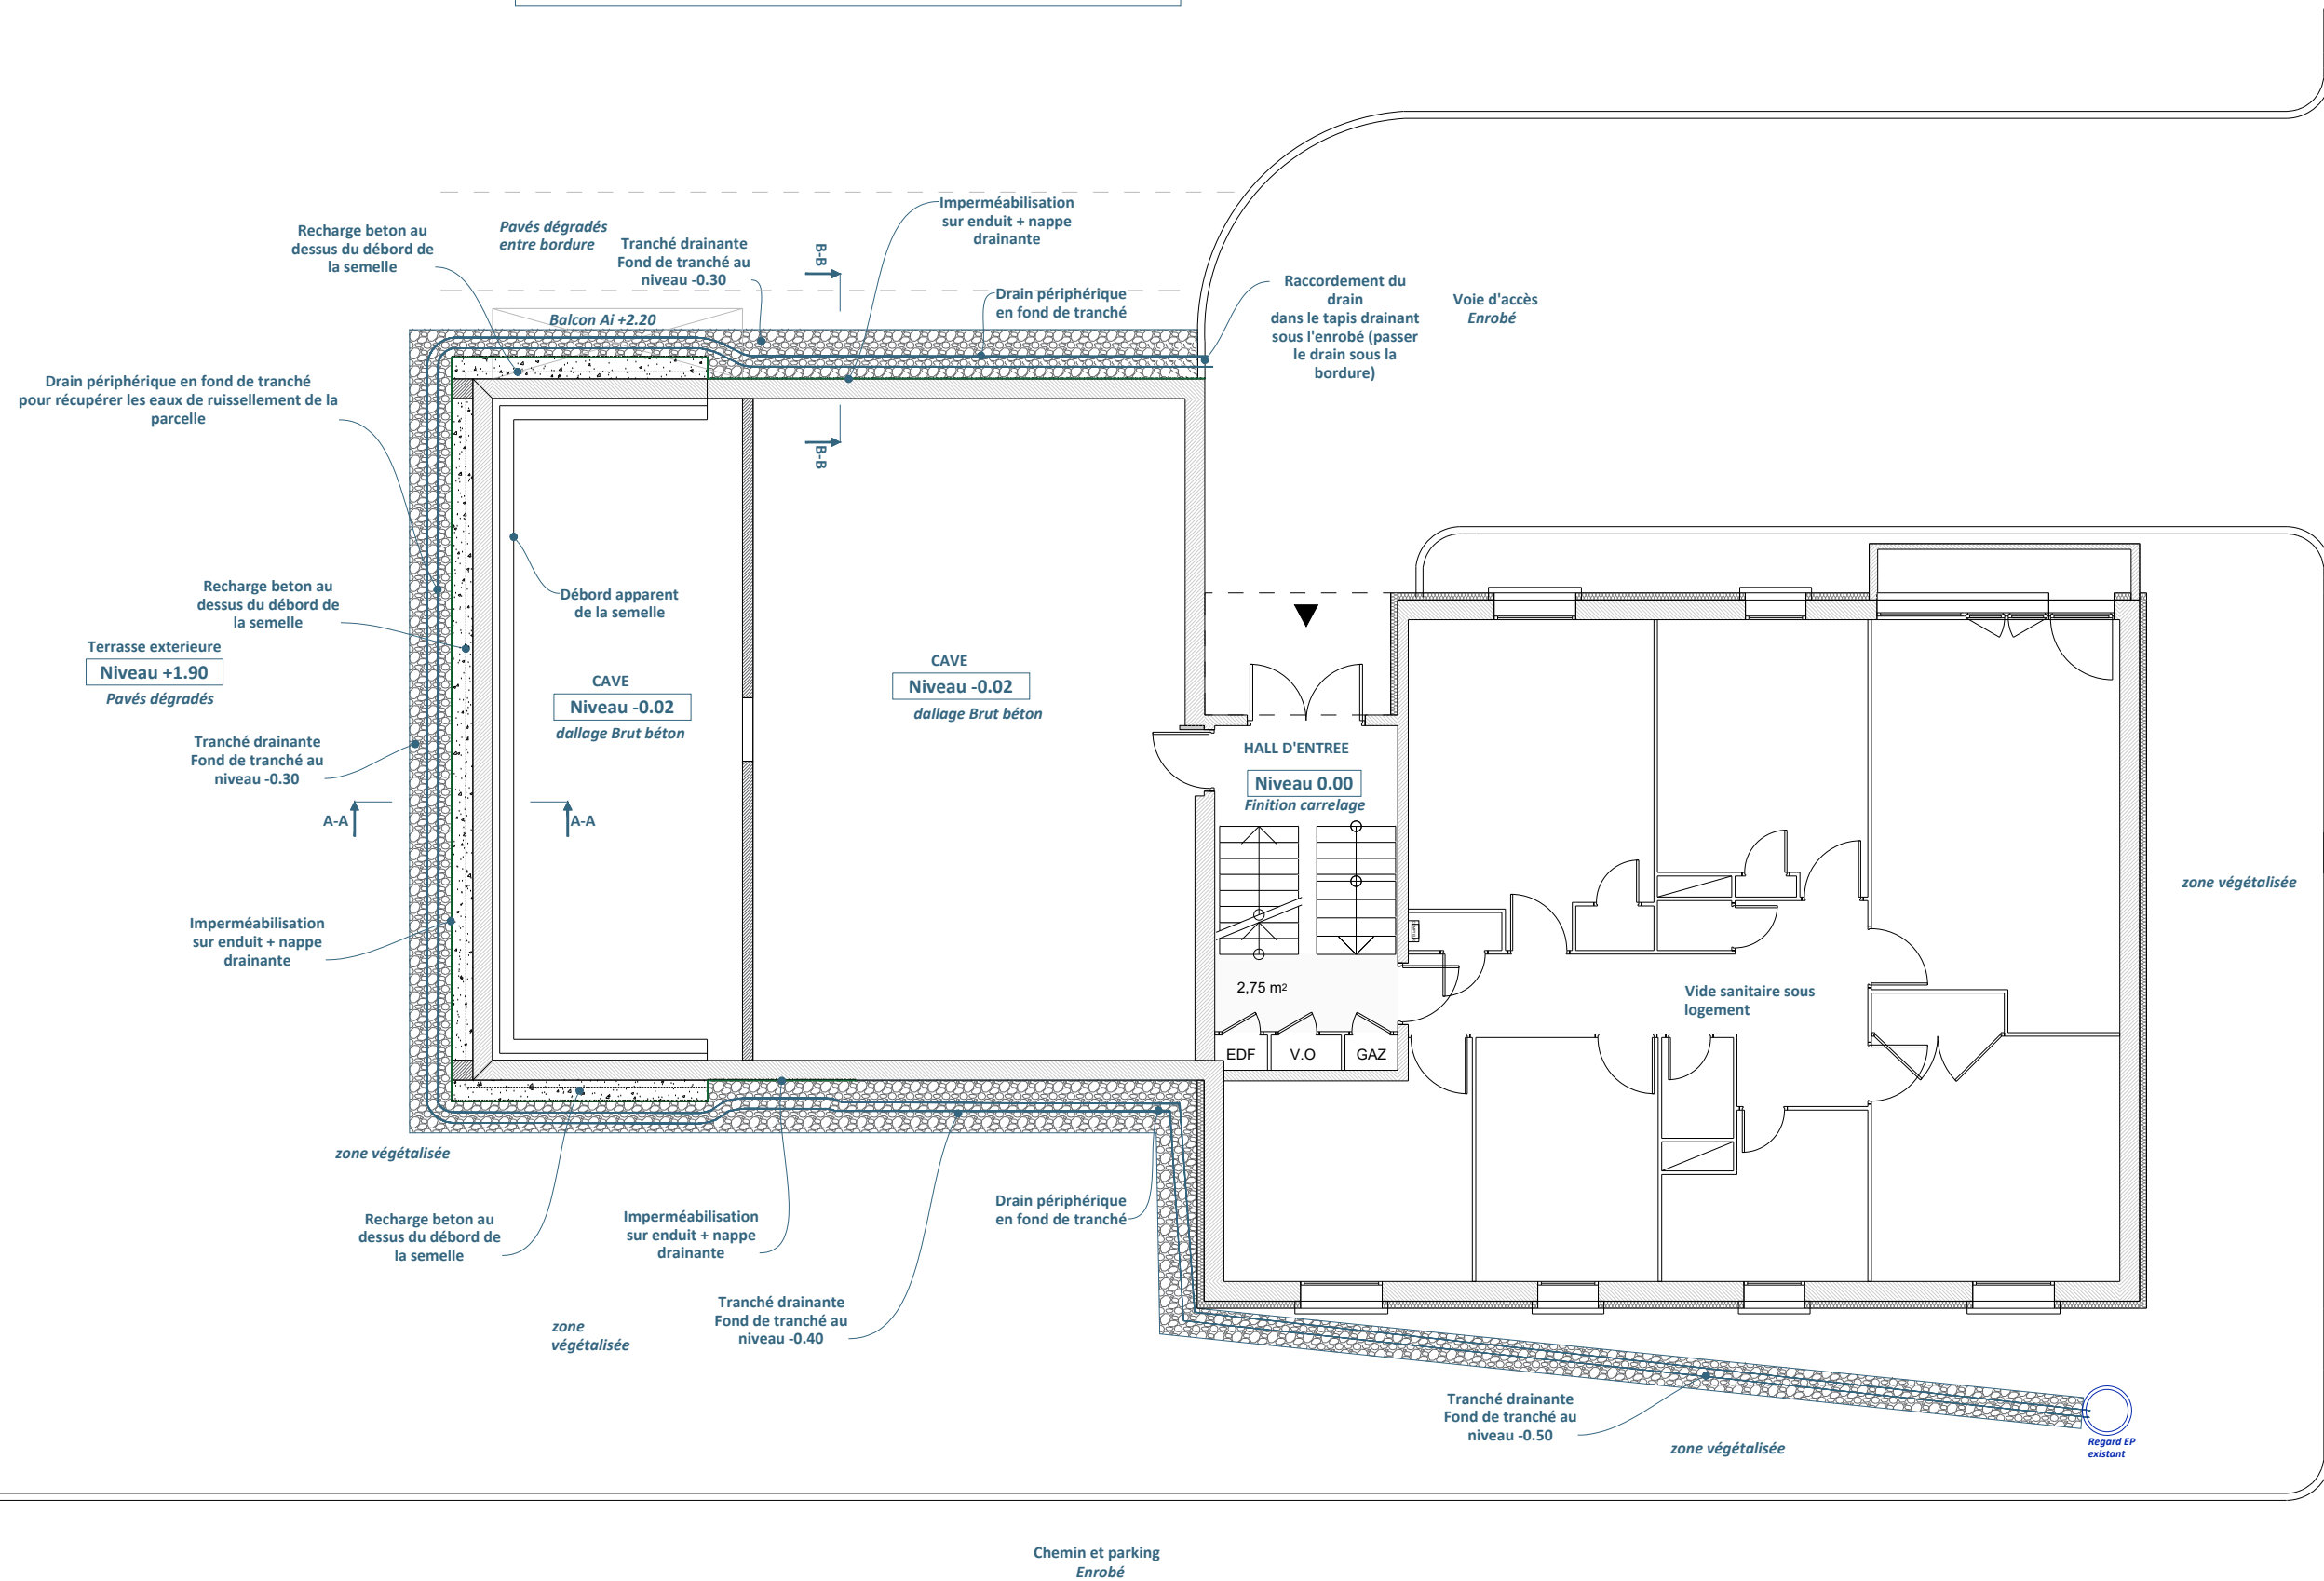 Recharge beton au
dessus du débord de
la semelle
Pavés dégradés
entre bordure
Tranché drainante
Fond de tranché au
niveau -0.30
B-B
Imperméabilisation
sur enduit + nappe
drainante
Drain périphérique
en fond de tranché
Raccordement du
drain
dans le tapis drainant
sous l'enrobé (passer
le drain sous la
bordure)
Voie d'accès
Enrobé
Balcon Ai +2.20
Drain périphérique en fond de tranché
pour récupérer les eaux de ruissellement de la
parcelle
B-B
Recharge beton au
dessus du débord de
la semelle
Débord apparent
de la semelle
Terrasse exterieure
Niveau +1.90
Pavés dégradés
CAVE
Niveau -0.02
dallage Brut béton
CAVE
Niveau -0.02
dallage Brut béton
Tranché drainante
Fond de tranché au
niveau -0.30
HALL D'ENTREE
Niveau 0.00
Finition carrelage
A-A
A-A
zone végétalisée
Imperméabilisation
sur enduit + nappe
drainante
2,75 m2
Vide sanitaire sous
logement
EDF
V.O
GAZ
zone végétalisée
Recharge beton au
dessus du débord de
la semelle
Imperméabilisation
sur enduit + nappe
drainante
Drain périphérique
en fond de tranché
zone
végétalisée
Tranché drainante
Fond de tranché au
niveau -0.40
Tranché drainante
Fond de tranché au
niveau -0.50
zone végétalisée
Regard EP
existant
Chemin et parking
Enrobé